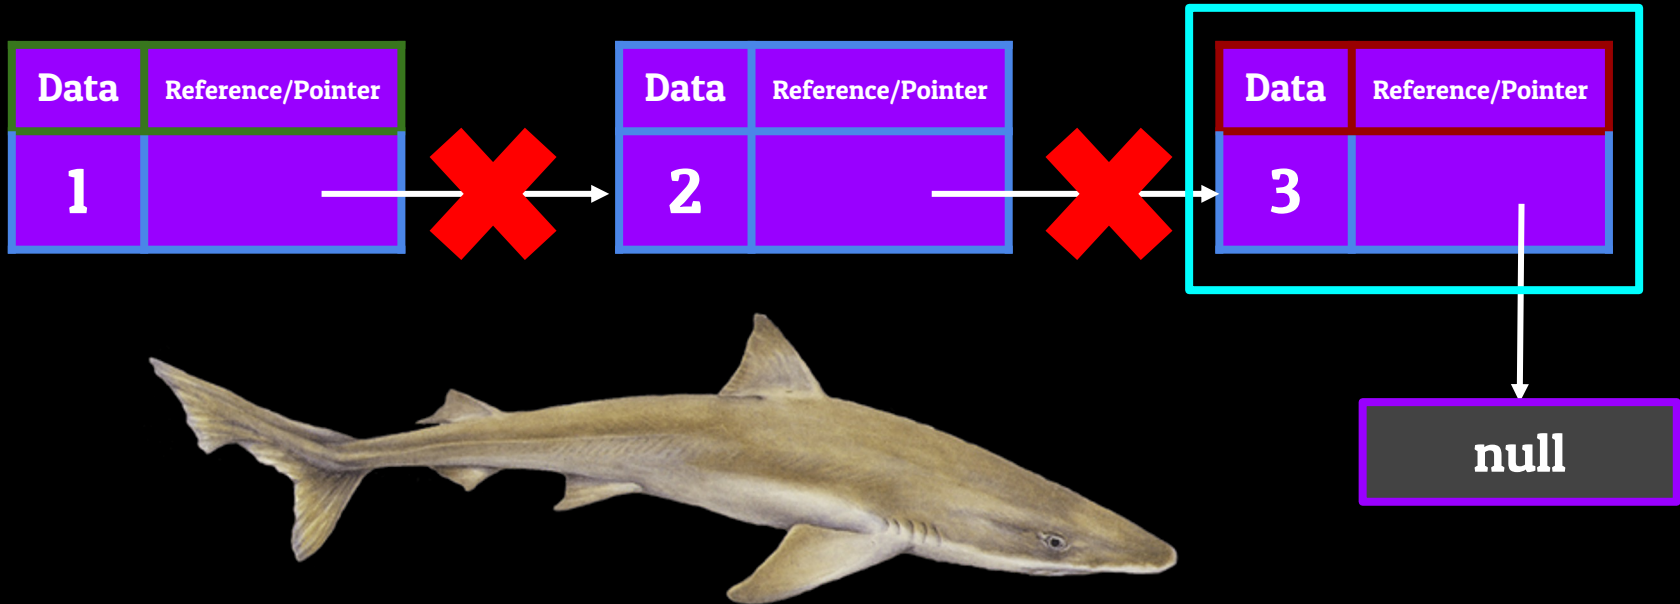 Data Reference/Pointer
1
Data Reference/Pointer
2
Data Reference/Pointer
3
null